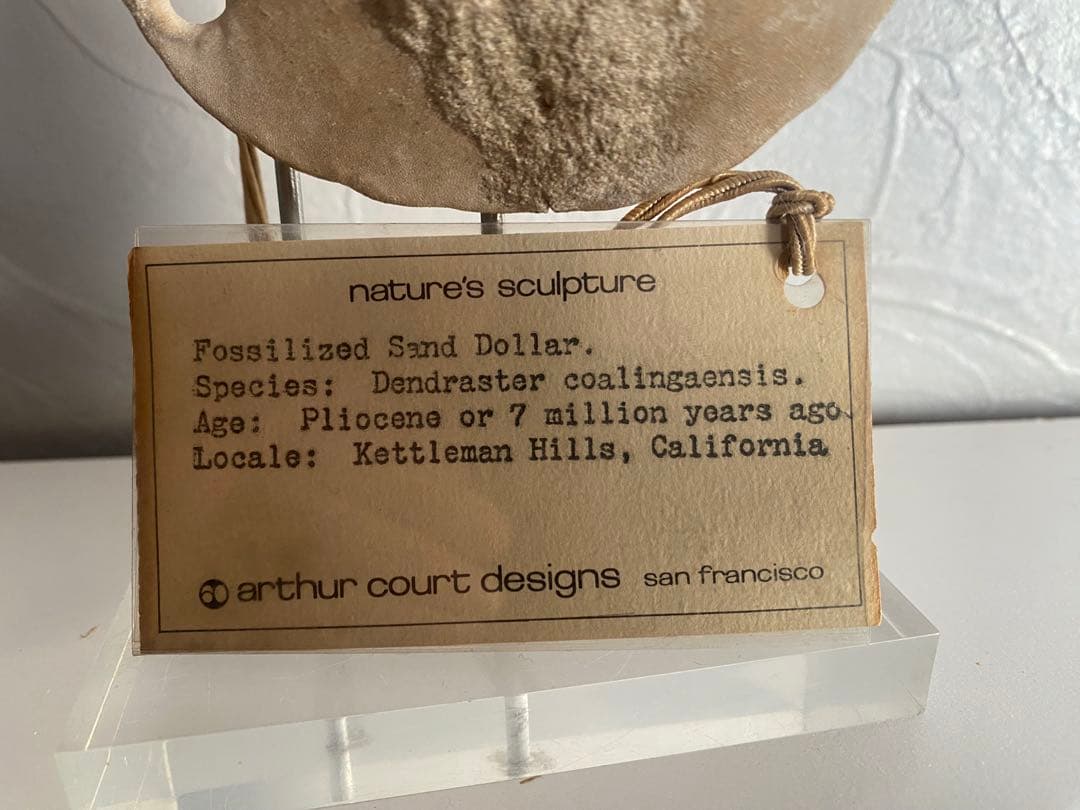 nature's sculpture
Fossilized Sand Dollar.
Species: Dendraster coalingaensis.
Age: Pliocene or 7 million years ago.
Locale: Kettleman Hills, California
arthur court designs san francisco